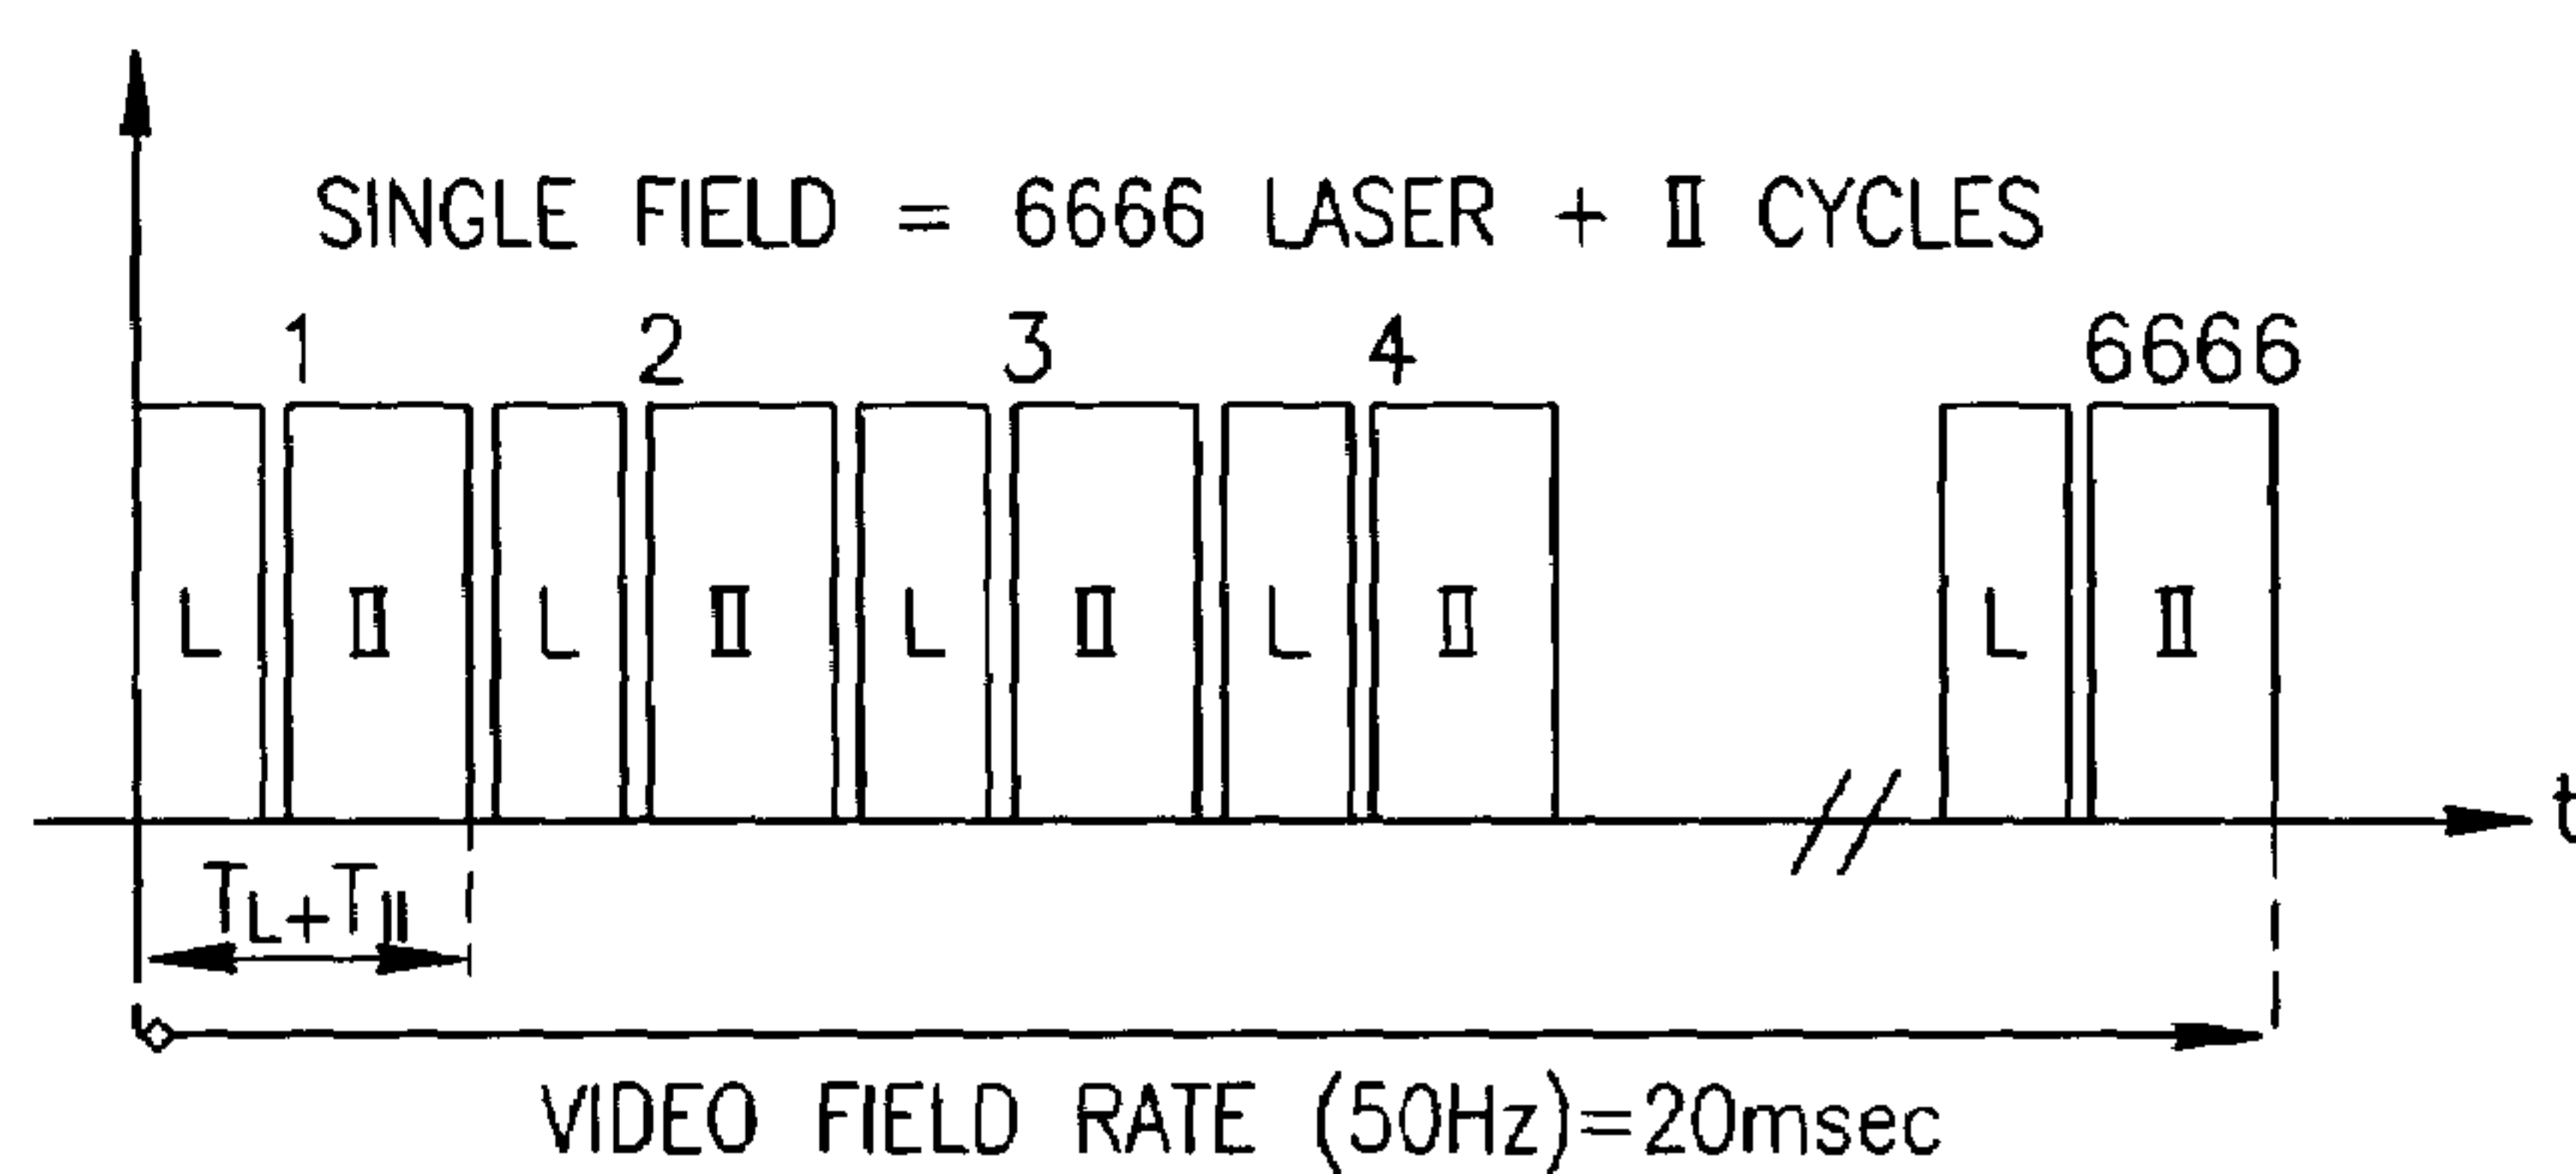 SINGLE FIELD = 6666 LASER + II CYCLES
1 2 3 4 6666
L II L II L II L II L II
t
TL+TII
VIDEO FIELD RATE (50Hz)=20msec